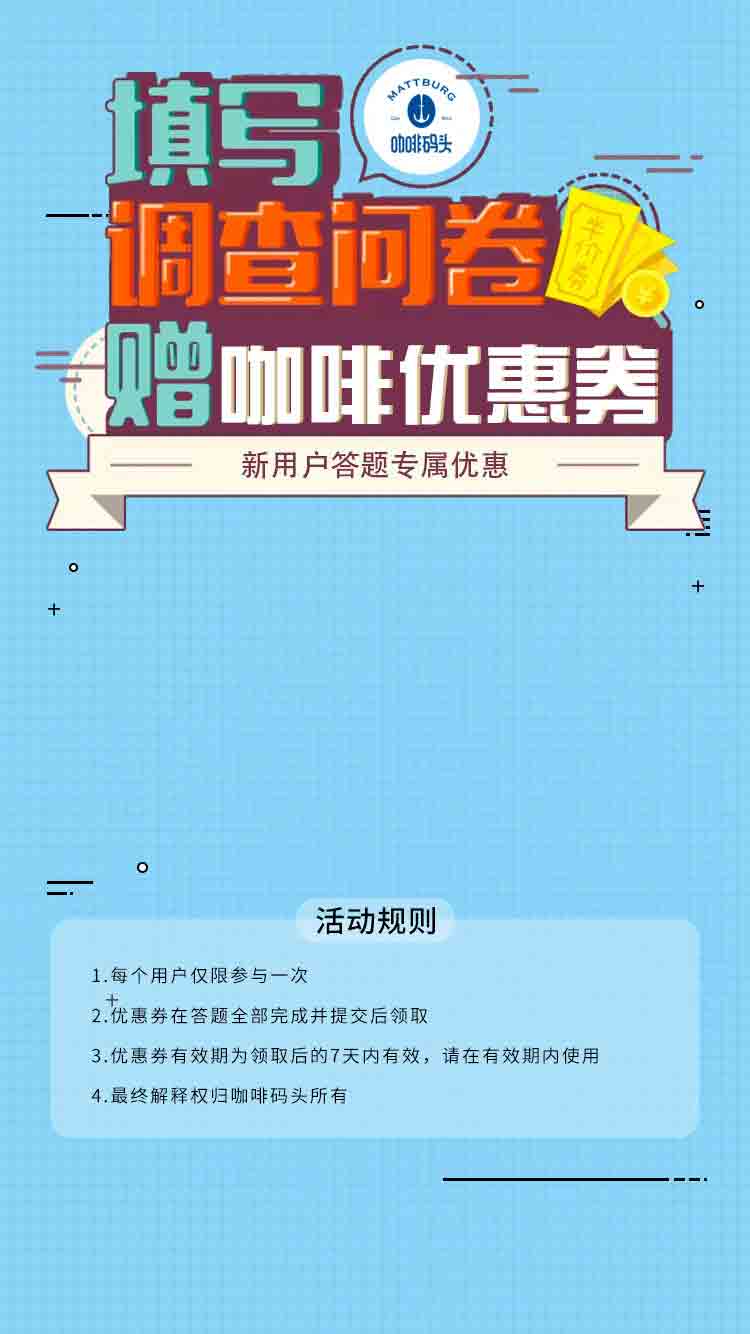 填写
MATTBURG
咖啡码头
调查问卷
半价券
¥
赠咖啡优惠券
新用户答题专属优惠
活动规则
1.每个用户仅限参与一次
2.优惠券在答题全部完成并提交后领取
3.优惠券有效期为领取后的7天内有效，请在有效期内使用
4.最终解释权归咖啡码头所有